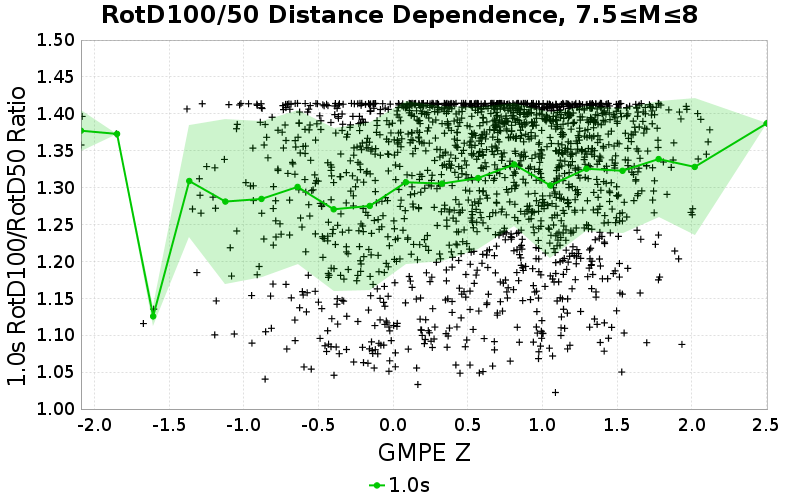 RotD100/50 Distance Dependence, 7.5≤M≤8
1.0s RotD100/RotD50 Ratio
1.50
1.45
1.40
1.35
1.30
1.25
1.20
1.15
1.10
1.05
1.00
-2.0 -1.5 -1.0 -0.5 0.0 0.5 1.0 1.5 2.0 2.5
GMPE Z
1.0s